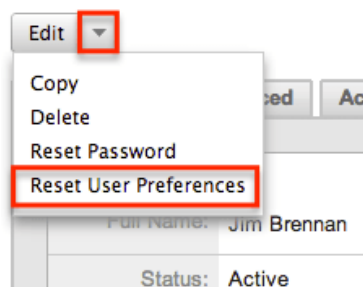 Edit
Copy
Delete
Reset Password
Reset User Preferences
Full Name: Jim Brennan
Status: Active